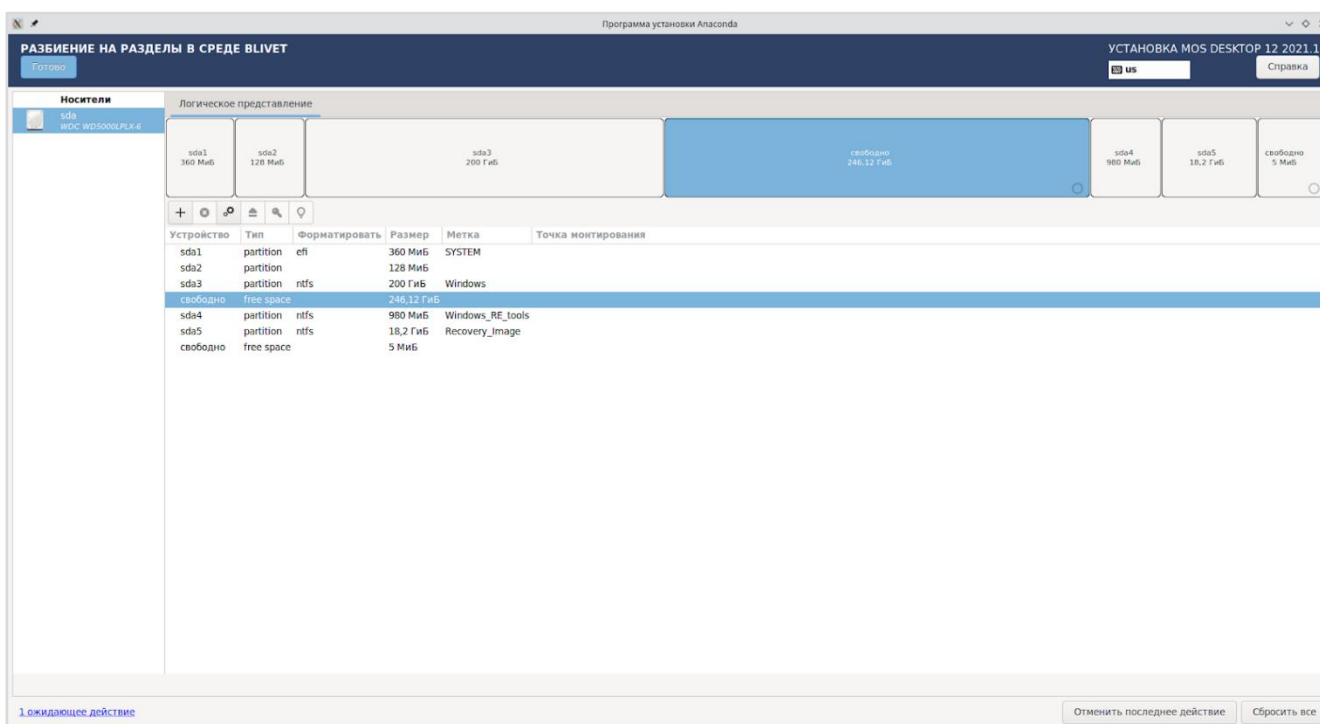 Программа установки Anaconda
РАЗБИЕНИЕ НА РАЗДЕЛЫ В СРЕДЕ BLIVET
УСТАНОВКА MOS DESKTOP 12 2021.1
Готово
us
Справка
Носители
sda
WDC WD5000LPLX-6
Логическое представление
sda1
360 МиБ
sda2
128 МиБ
sda3
200 ГиБ
свободно
246,12 ГиБ
sda4
980 МиБ
sda5
18,2 ГиБ
свободно
5 МиБ
Устройство Тип Форматировать Размер Метка Точка монтирования
sda1 partition efi 360 МиБ SYSTEM
sda2 partition 128 МиБ
sda3 partition ntfs 200 ГиБ Windows
свободно free space 246,12 ГиБ
sda4 partition ntfs 980 МиБ Windows_RE_tools
sda5 partition ntfs 18,2 ГиБ Recovery_Image
свободно free space 5 МиБ
1 ожидающее действие
Отменить последнее действие
Сбросить все